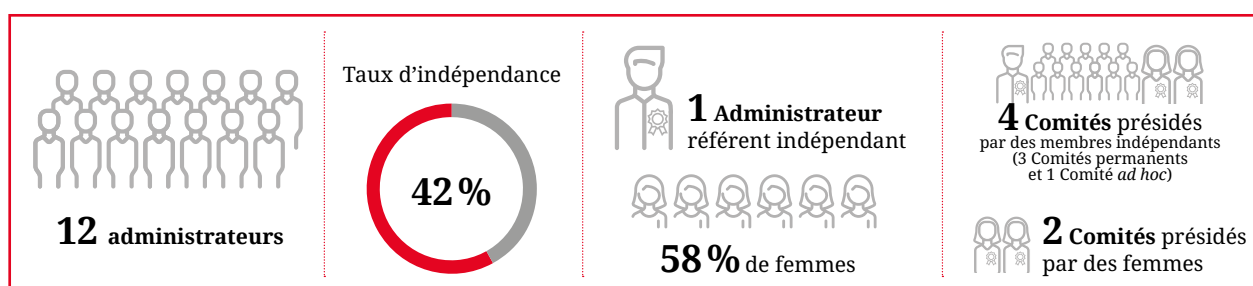 12 administrateurs
Taux d’indépendance
42 %
1 Administrateur
référent indépendant
58 % de femmes
4 Comités présidés
par des membres indépendants
(3 Comités permanents
et 1 Comité ad hoc)
2 Comités présidés
par des femmes